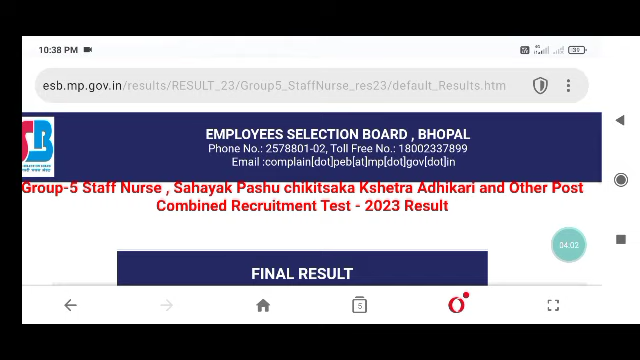 10:38 PM
esb.mp.gov.in/results/RESULT_23/Group5_StaffNurse_res23/default_Results.htm
EMPLOYEES SELECTION BOARD , BHOPAL
Phone No.: 2578801-02, Toll Free No.: 18002337899
Email :complain[dot]peb[at]mp[dot]gov[dot]in
Group-5 Staff Nurse , Sahayak Pashu chikitsaka Kshetra Adhikari and Other Post
Combined Recruitment Test - 2023 Result
04:02
FINAL RESULT
5